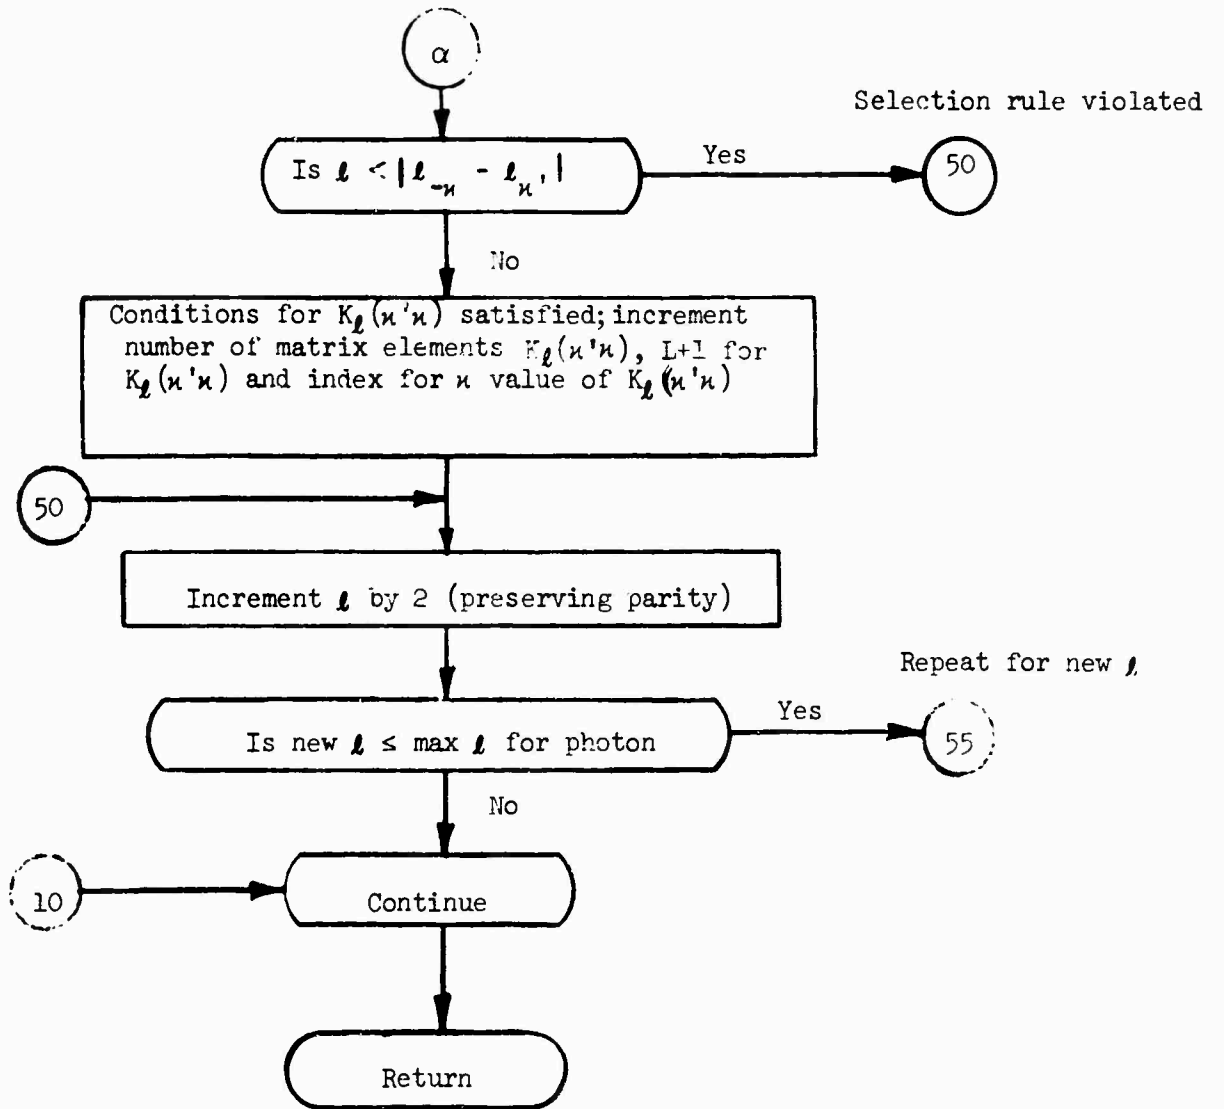 α
Selection rule violated
Is ℓ < |ℓ₋ϰ - ℓϰ'|
Yes
50
No
Conditions for Kℓ(ϰ'ϰ) satisfied; increment
number of matrix elements Kℓ(ϰ'ϰ), L+1 for
Kℓ(ϰ'ϰ) and index for ϰ value of Kℓ(ϰ'ϰ)
50
Increment ℓ by 2 (preserving parity)
Repeat for new ℓ
Is new ℓ ≤ max ℓ for photon
Yes
55
No
10
Continue
Return